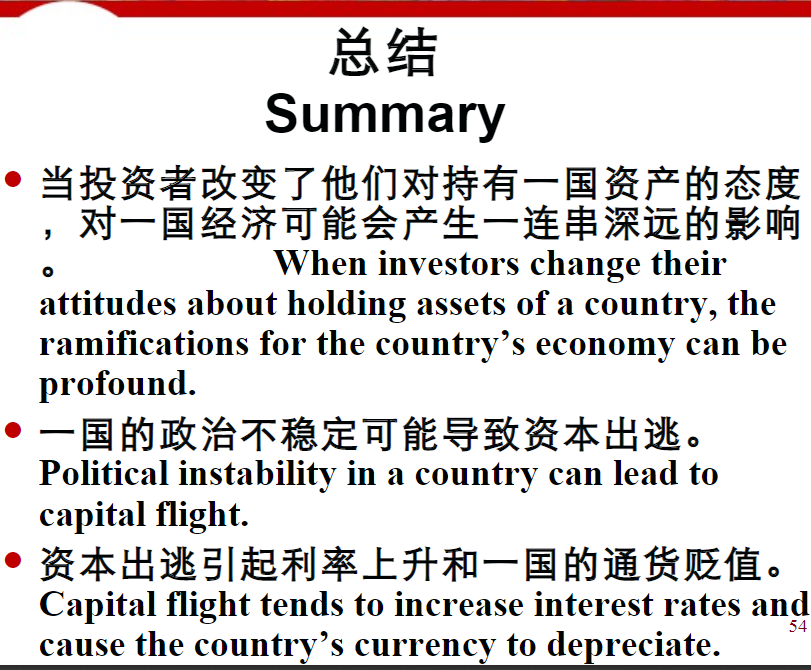 总结
Summary
当投资者改变了他们对持有一国资产的态度
，对一国经济可能会产生一连串深远的影响
。 When investors change their
attitudes about holding assets of a country, the
ramifications for the country’s economy can be
profound.
一国的政治不稳定可能导致资本出逃。
Political instability in a country can lead to
capital flight.
资本出逃引起利率上升和一国的通货贬值。
Capital flight tends to increase interest rates and
cause the country’s currency to depreciate.
54